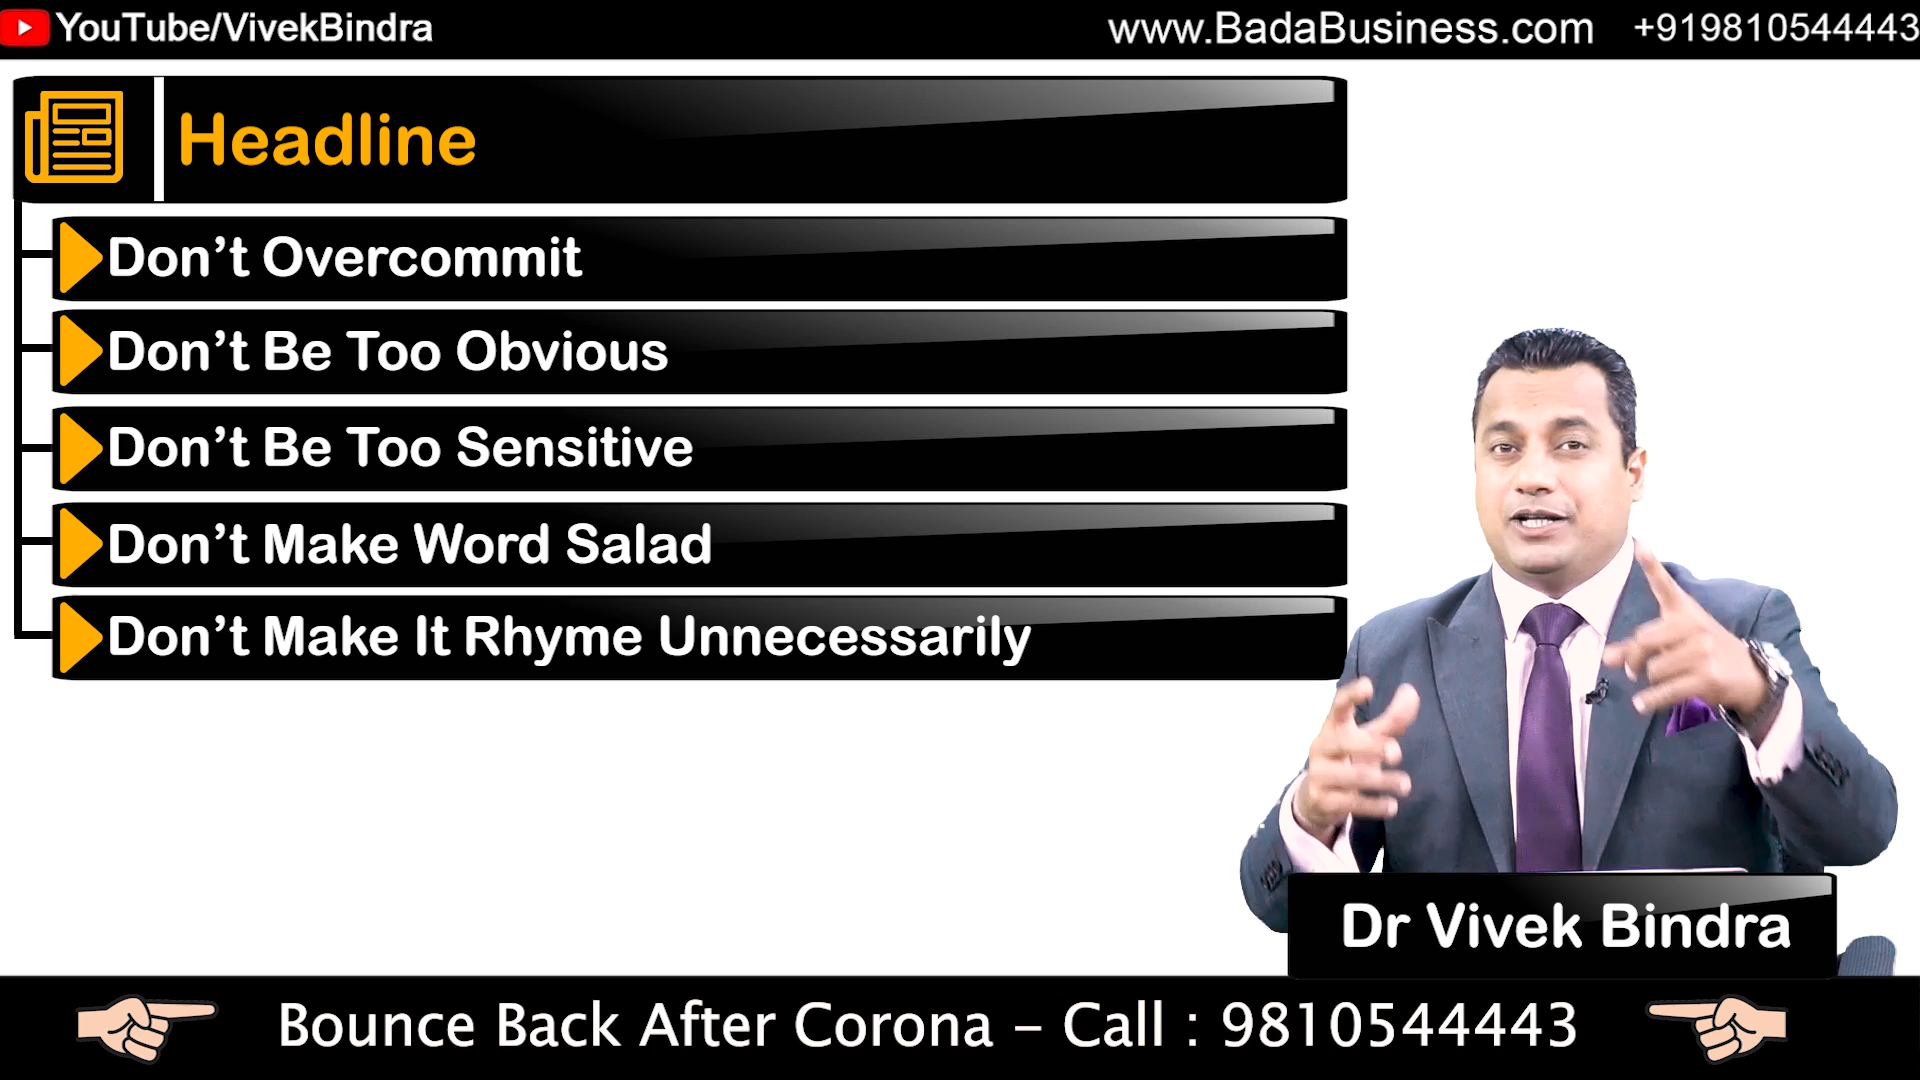 YouTube/VivekBindra
www.BadaBusiness.com +919810544443
Headline
Don’t Overcommit
Don’t Be Too Obvious
Don’t Be Too Sensitive
Don’t Make Word Salad
Don’t Make It Rhyme Unnecessarily
Dr Vivek Bindra
Bounce Back After Corona – Call : 9810544443